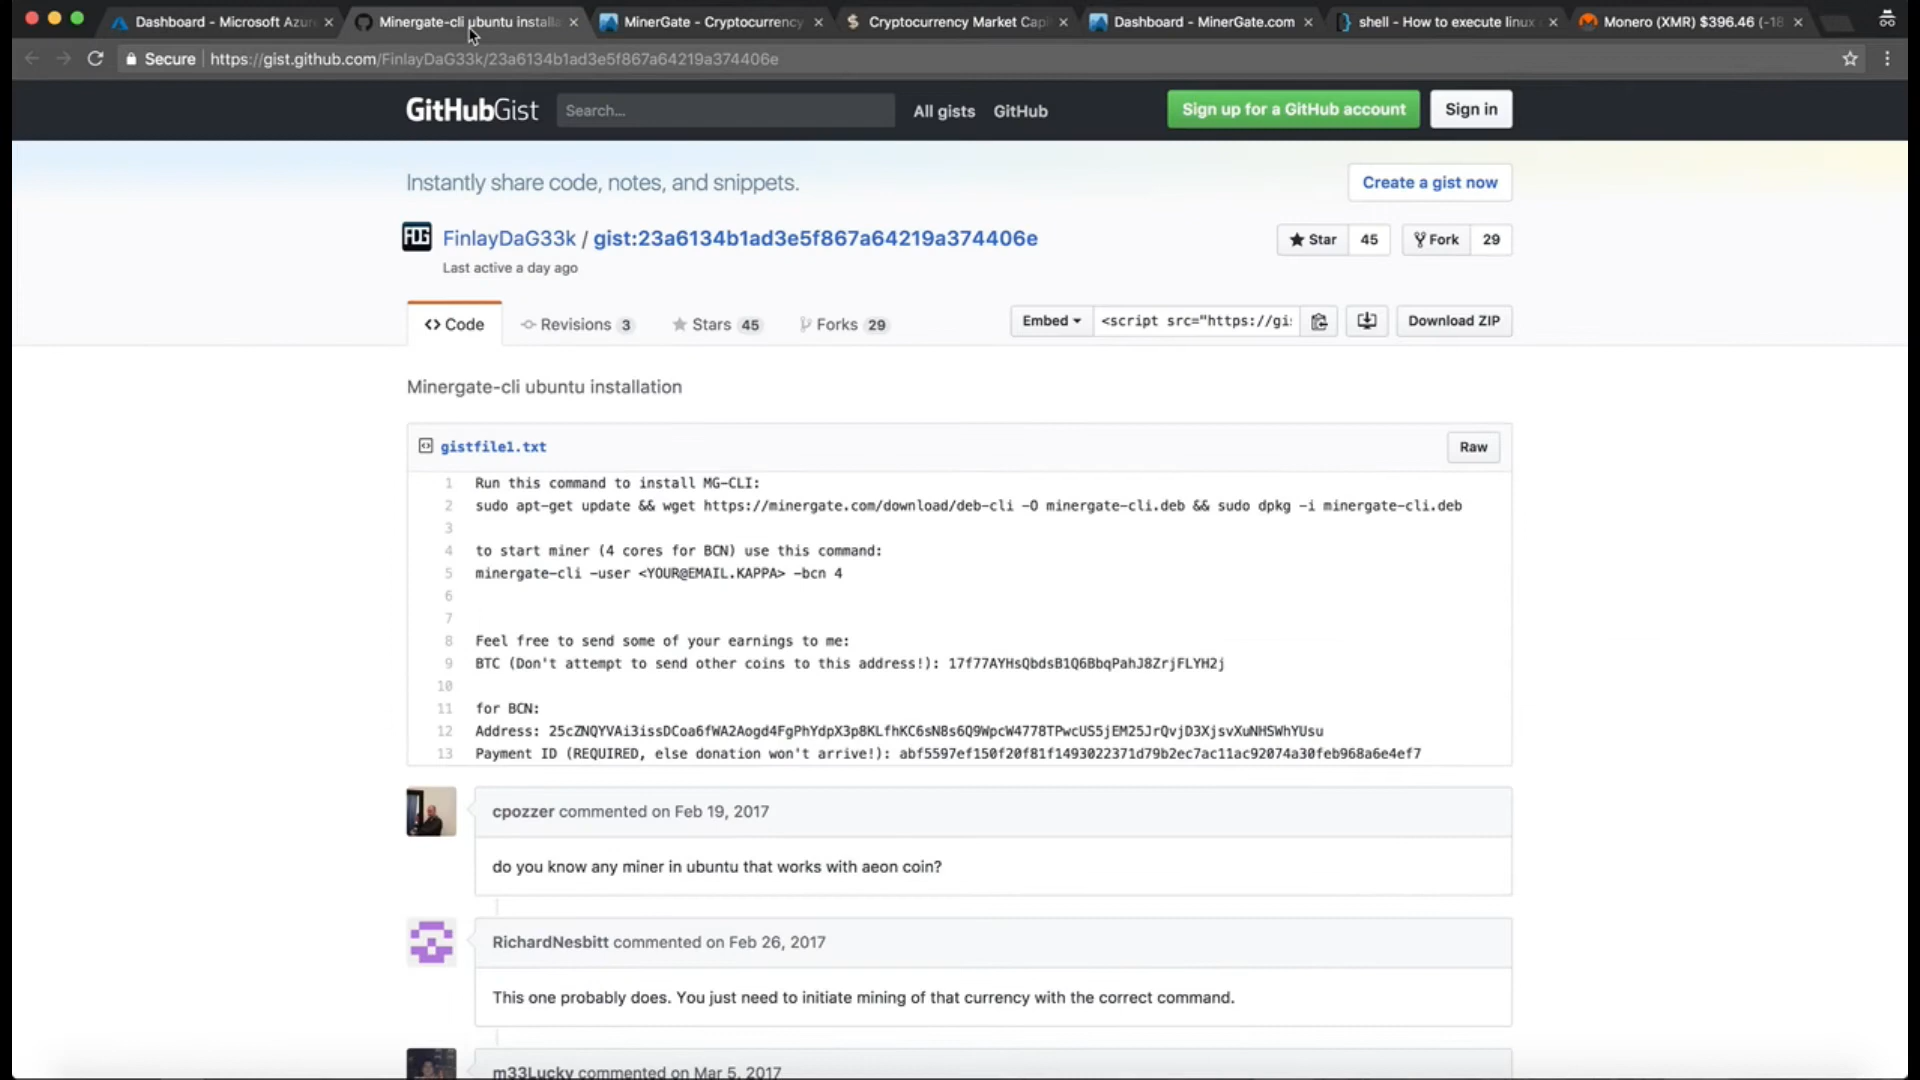 Dashboard - Microsoft Azur
Minergate-cli ubuntu installa
MinerGate - Cryptocurrency
Cryptocurrency Market Cap
Dashboard - MinerGate.com
shell - How to execute linux
Monero (XMR) $396.46 (-18
Secure
https://gist.github.com/FinlayDaG33k/23a6134b1ad3e5f867a64219a374406e
GitHubGist
Search...
All gists
GitHub
Sign up for a GitHub account
Sign in
Instantly share code, notes, and snippets.
Create a gist now
FDG
FinlayDaG33k / gist:23a6134b1ad3e5f867a64219a374406e
Star 45
Fork 29
Last active a day ago
Code
Revisions 3
Stars 45
Forks 29
Embed
<script src="https://gi:
Download ZIP
Minergate-cli ubuntu installation
gistfile1.txt
Raw
1 Run this command to install MG-CLI:
2 sudo apt-get update && wget https://minergate.com/download/deb-cli -O minergate-cli.deb && sudo dpkg -i minergate-cli.deb
3
4 to start miner (4 cores for BCN) use this command:
5 minergate-cli -user <YOUR@EMAIL.KAPPA> -bcn 4
6
7
8 Feel free to send some of your earnings to me:
9 BTC (Don't attempt to send other coins to this address!): 17f77AYHsQbdsB1Q6BbqPahJ8ZrjFLYH2j
10
11 for BCN:
12 Address: 25cZNQYVAi3issDCoa6fWA2Aogd4FgPhYdpX3p8KLfhKC6sN8s6Q9WpcW4778TPwcUS5jEM25JrQvjD3XjsvXuNHSWhYUsu
13 Payment ID (REQUIRED, else donation won't arrive!): abf5597ef150f20f81f1493022371d79b2ec7ac11ac92074a30feb968a6e4ef7
cpozzer commented on Feb 19, 2017
do you know any miner in ubuntu that works with aeon coin?
RichardNesbitt commented on Feb 26, 2017
This one probably does. You just need to initiate mining of that currency with the correct command.
m33Lucky commented on Mar 5, 2017